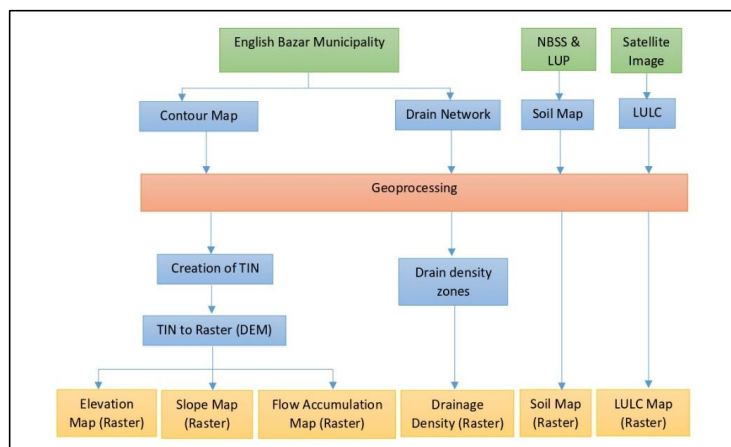 English Bazar Municipality
NBSS &
LUP
Satellite
Image
Contour Map
Drain Network
Soil Map
LULC
Geoprocessing
Creation of TIN
Drain density
zones
TIN to Raster (DEM)
Elevation
Map (Raster)
Slope Map
(Raster)
Flow Accumulation
Map (Raster)
Drainage
Density (Raster)
Soil Map
(Raster)
LULC Map
(Raster)